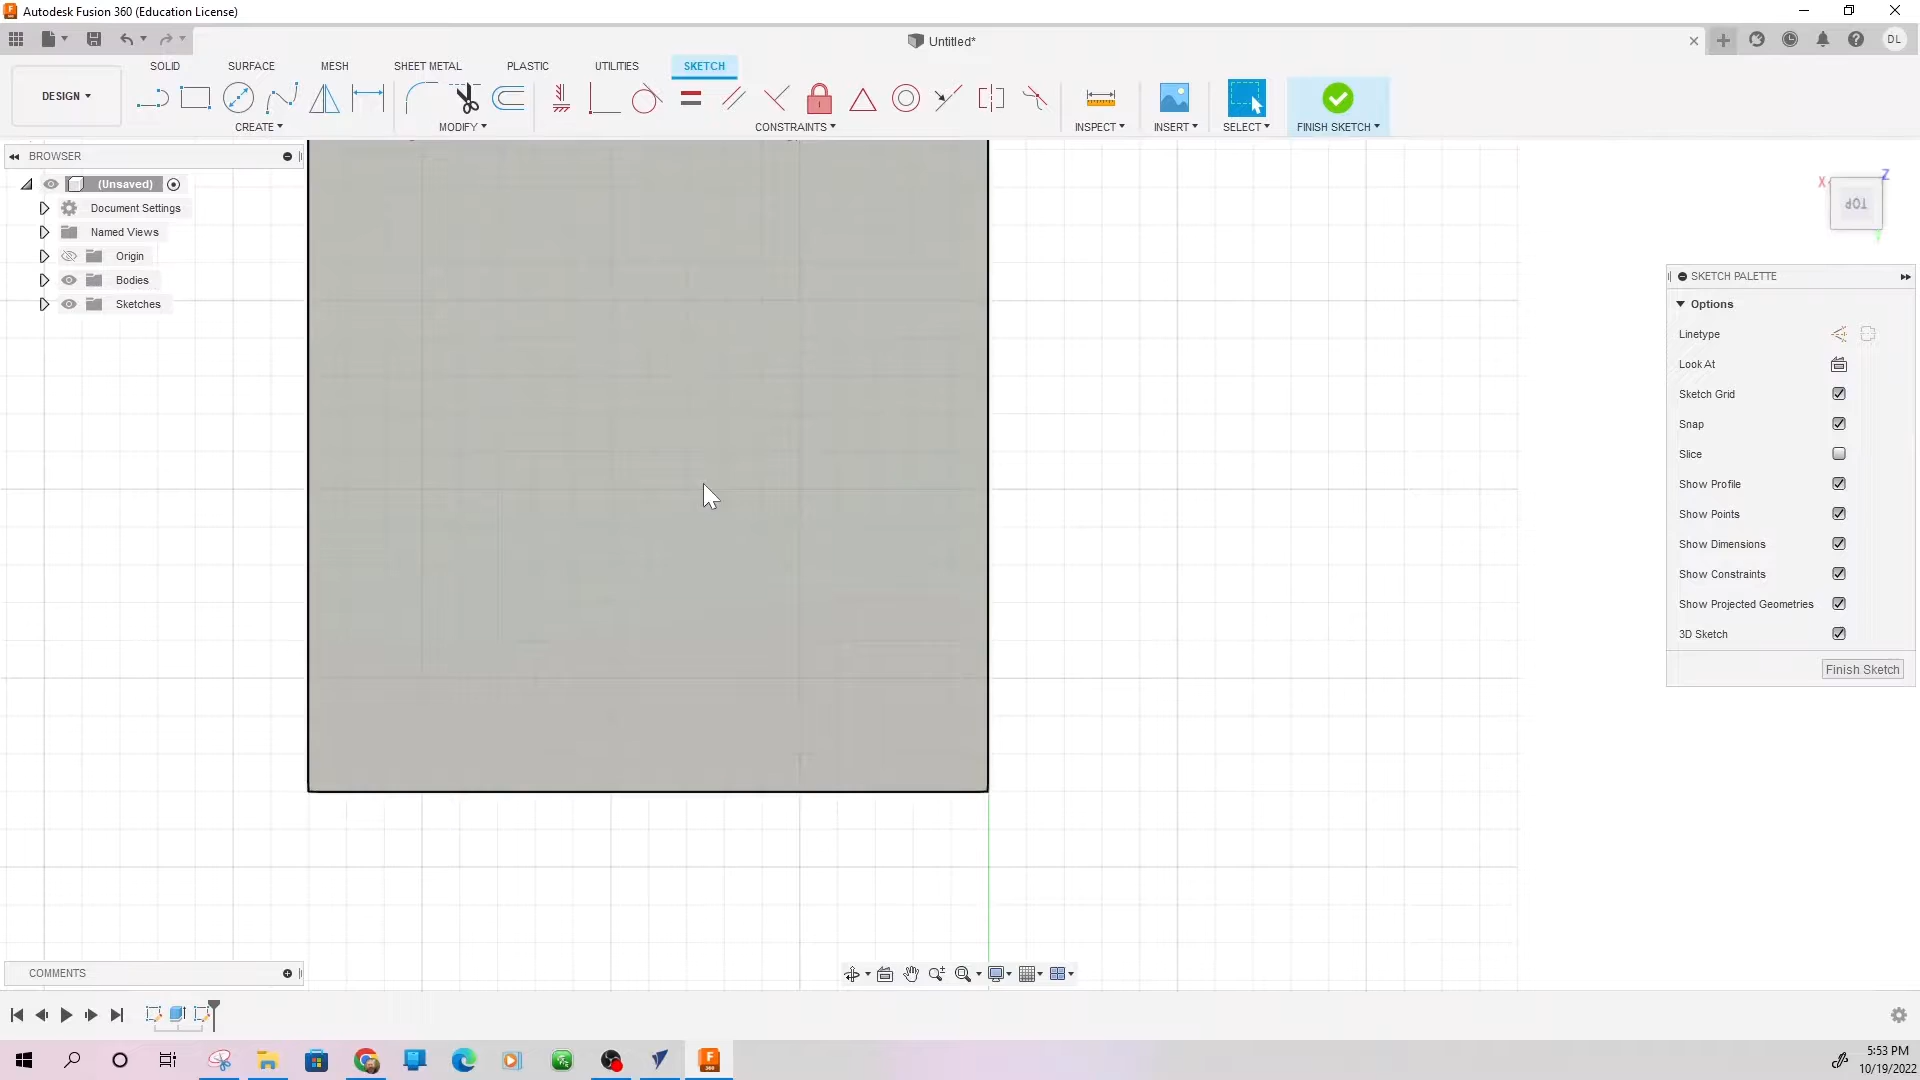 Autodesk Fusion 360 (Education License)
Untitled*
DL
DESIGN
SOLID
SURFACE
MESH
SHEET METAL
PLASTIC
UTILITIES
SKETCH
CREATE
MODIFY
CONSTRAINTS
INSPECT
INSERT
SELECT
FINISH SKETCH
BROWSER
(Unsaved)
Document Settings
Named Views
Origin
Bodies
Sketches
X
Z
TOP
SKETCH PALETTE
Options
Linetype
Look At
Sketch Grid
Snap
Slice
Show Profile
Show Points
Show Dimensions
Show Constraints
Show Projected Geometries
3D Sketch
Finish Sketch
COMMENTS
F
360
5:53 PM
10/19/2022